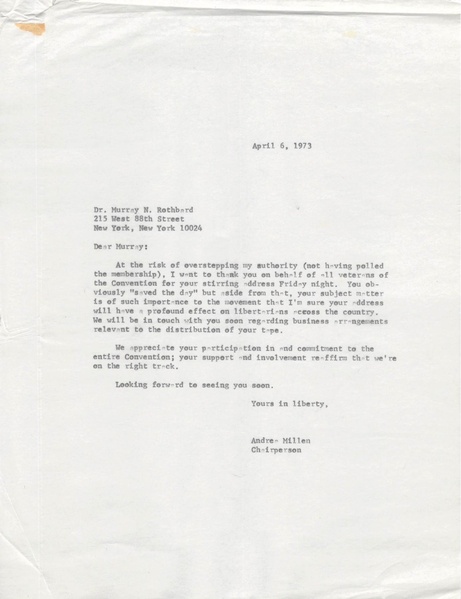 April 6, 1973
Dr. Murray N. Rothbard
215 West 88th Street
New York, New York 10024
Dear Murray:
At the risk of overstepping my authority (not having polled
the membership), I want to thank you on behalf of all veterans of
the Convention for your stirring address Friday night. You ob-
viously "saved the day" but aside from that, your subject matter
is of such importance to the movement that I'm sure your address
will have a profound effect on libertarians accross the country.
We will be in touch with you soon regarding business arrangements
relevant to the distribution of your tape.
We appreciate your participation in and commitment to the
entire Convention; your support and involvement reaffirm that we're
on the right track.
Looking forward to seeing you soon.
Yours in liberty,
Andrea Millen
Chairperson